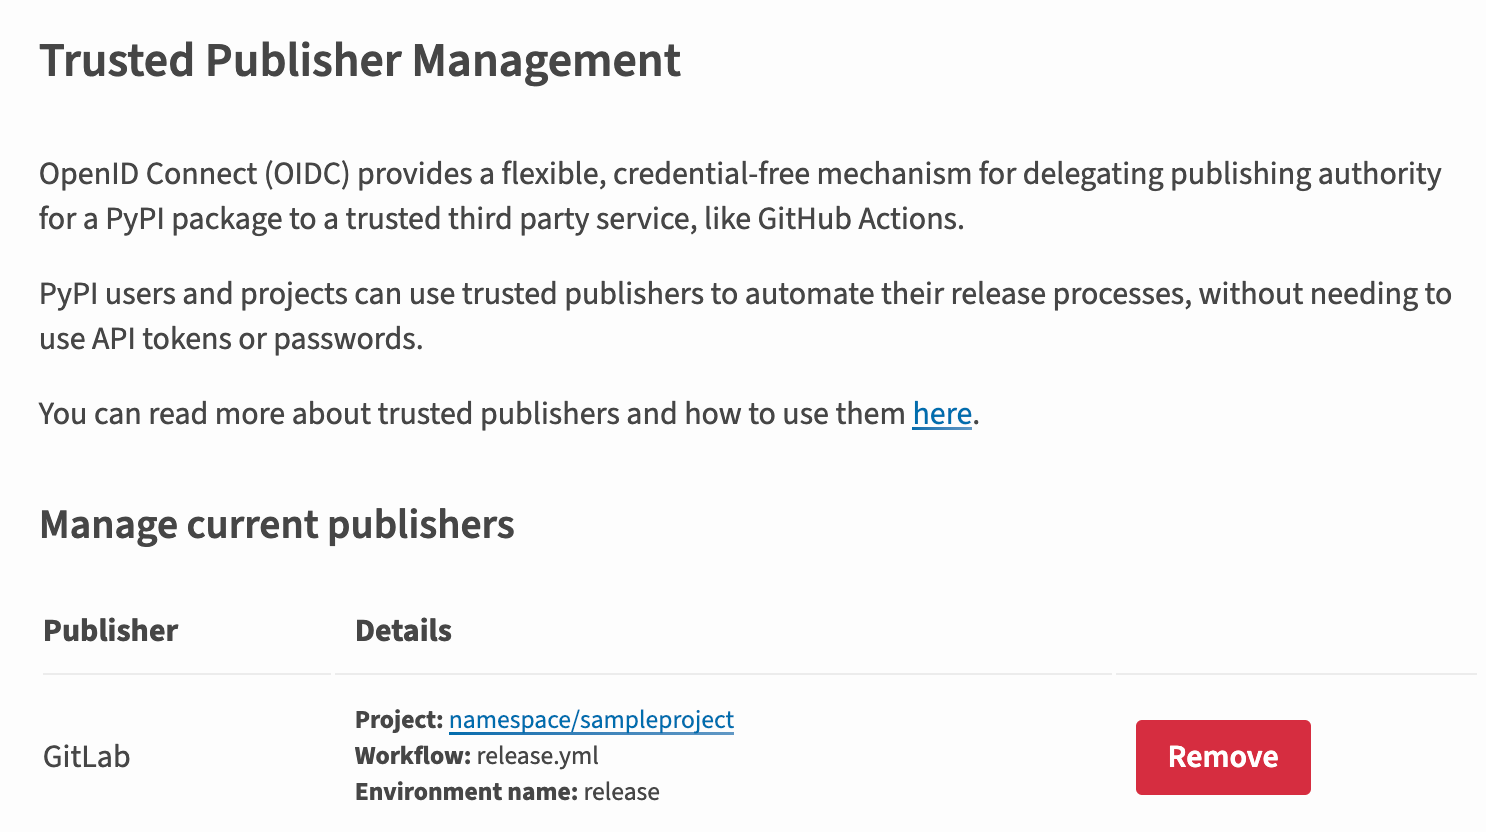 Trusted Publisher Management
OpenID Connect (OIDC) provides a flexible, credential-free mechanism for delegating publishing authority
for a PyPI package to a trusted third party service, like GitHub Actions.
PyPI users and projects can use trusted publishers to automate their release processes, without needing to
use API tokens or passwords.
You can read more about trusted publishers and how to use them here.
Manage current publishers
Publisher Details
GitLab
Project: namespace/sampleproject
Workflow: release.yml
Environment name: release
Remove